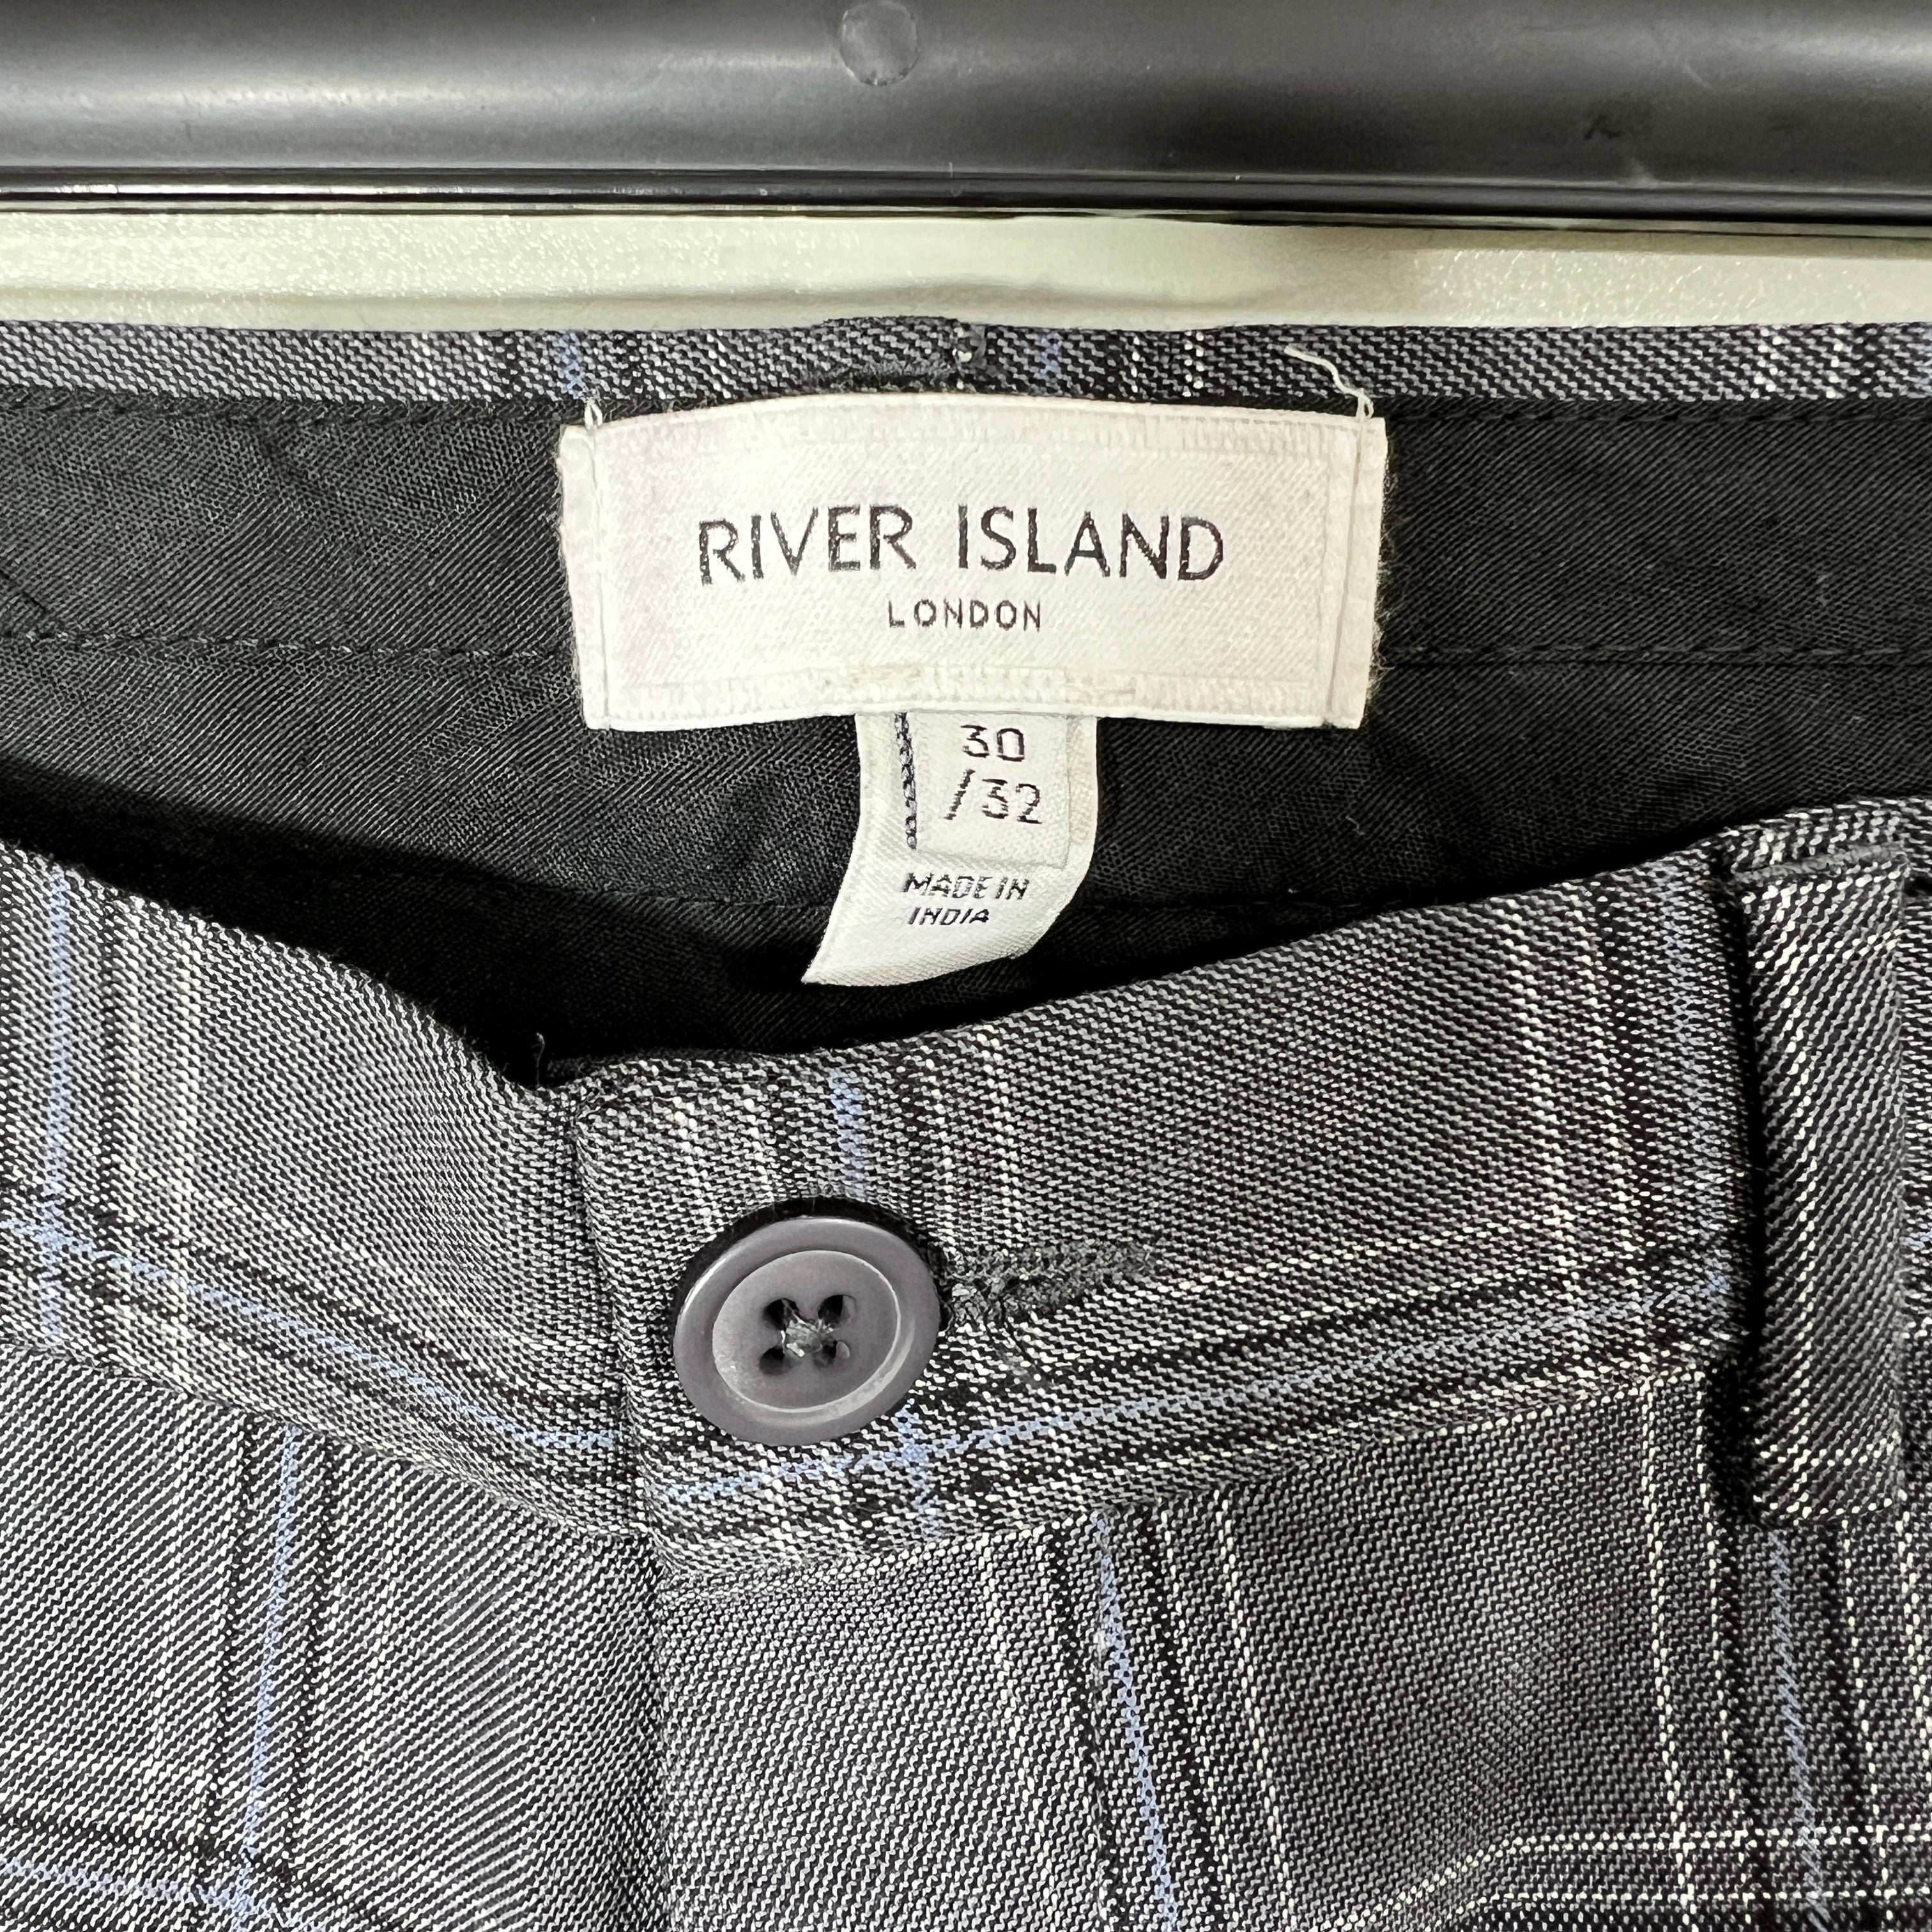 RIVER ISLAND
LONDON
30
/32
MADE IN
INDIA